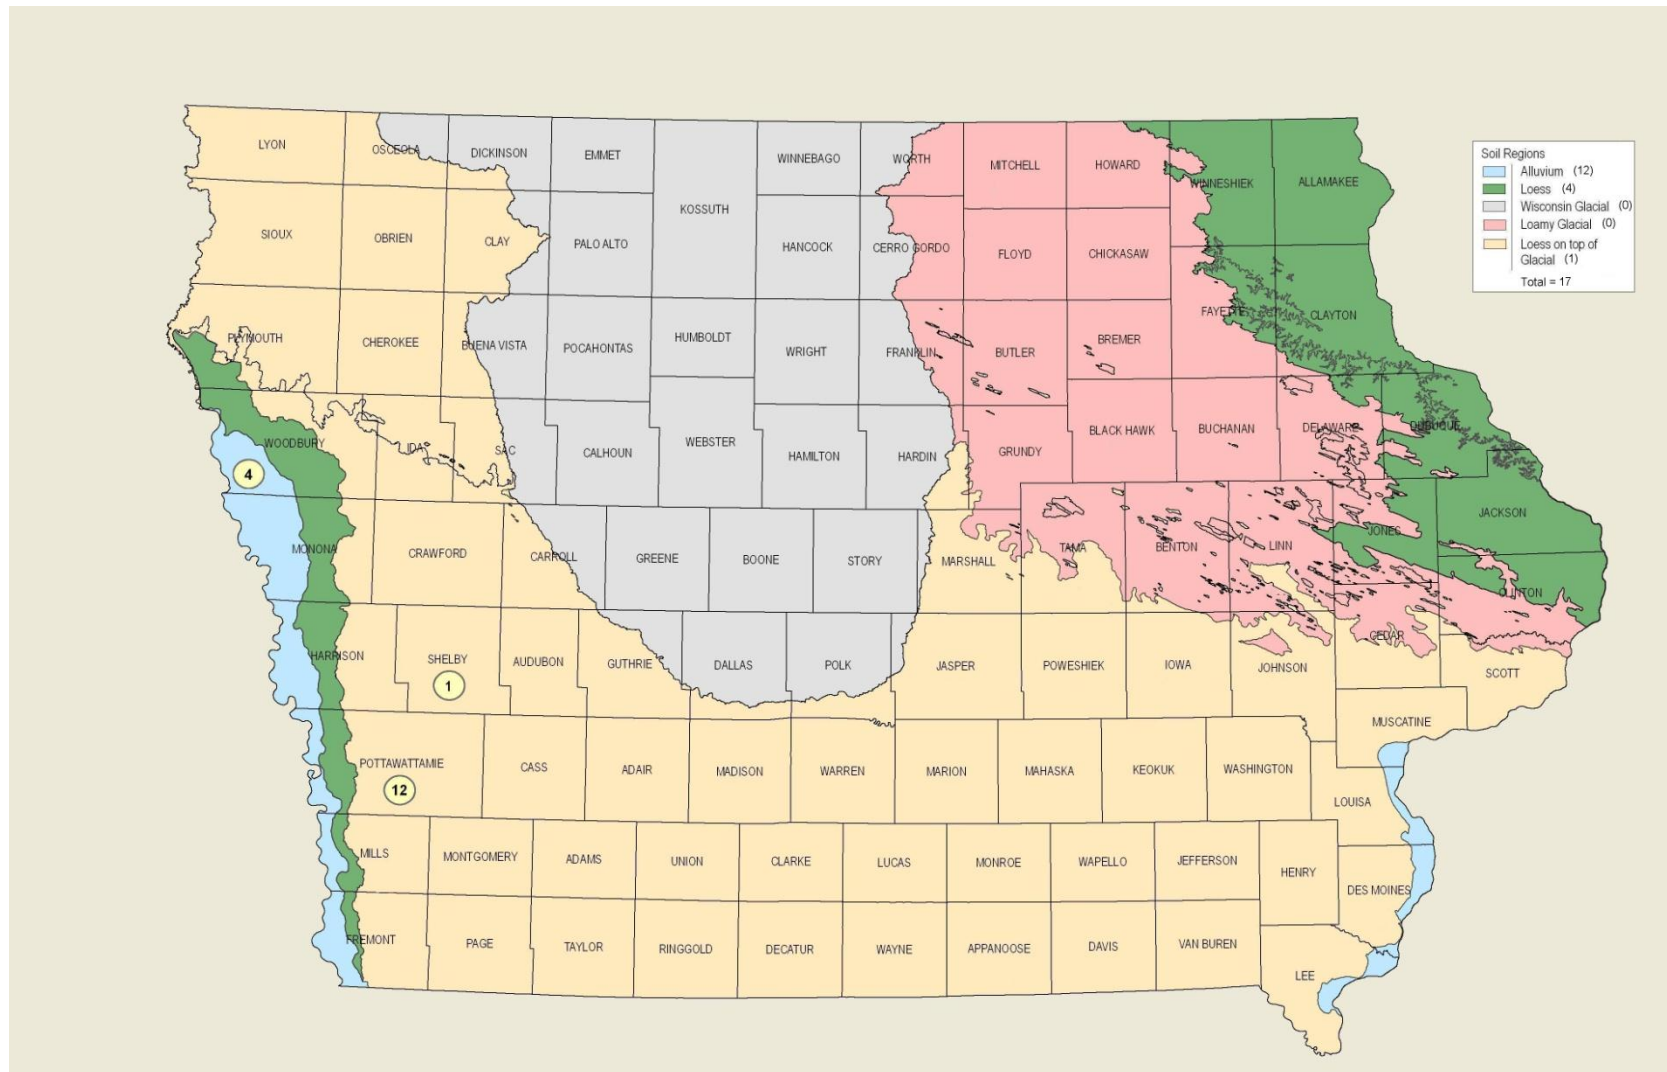 LYON
OSCEOLA
DICKINSON
EMMET
WINNEBAGO
WORTH
MITCHELL
HOWARD
WINNESHIEK
ALLAMAKEE
Soil Regions
Alluvium (12)
Loess (4)
Wisconsin Glacial (0)
Loamy Glacial (0)
Loess on top of
Glacial (1)
Total = 17
KOSSUTH
SIOUX
OBRIEN
CLAY
PALO ALTO
HANCOCK
CERRO GORDO
FLOYD
CHICKASAW
PLYMOUTH
CHEROKEE
BUENA VISTA
POCAHONTAS
HUMBOLDT
WRIGHT
FRANKLIN
BUTLER
BREMER
FAYETTE
CLAYTON
WOODBURY
IDA
SAC
CALHOUN
WEBSTER
HAMILTON
HARDIN
GRUNDY
BLACK HAWK
BUCHANAN
DELAWARE
DUBUQUE
4
MONONA
CRAWFORD
CARROLL
GREENE
BOONE
STORY
MARSHALL
TAMA
BENTON
LINN
JONES
JACKSON
CLINTON
HARRISON
SHELBY
1
AUDUBON
GUTHRIE
DALLAS
POLK
JASPER
POWESHIEK
IOWA
JOHNSON
CEDAR
SCOTT
MUSCATINE
POTTAWATTAMIE
12
CASS
ADAIR
MADISON
WARREN
MARION
MAHASKA
KEOKUK
WASHINGTON
LOUISA
MILLS
MONTGOMERY
ADAMS
UNION
CLARKE
LUCAS
MONROE
WAPELLO
JEFFERSON
HENRY
DES MOINES
FREMONT
PAGE
TAYLOR
RINGGOLD
DECATUR
WAYNE
APPANOOSE
DAVIS
VAN BUREN
LEE